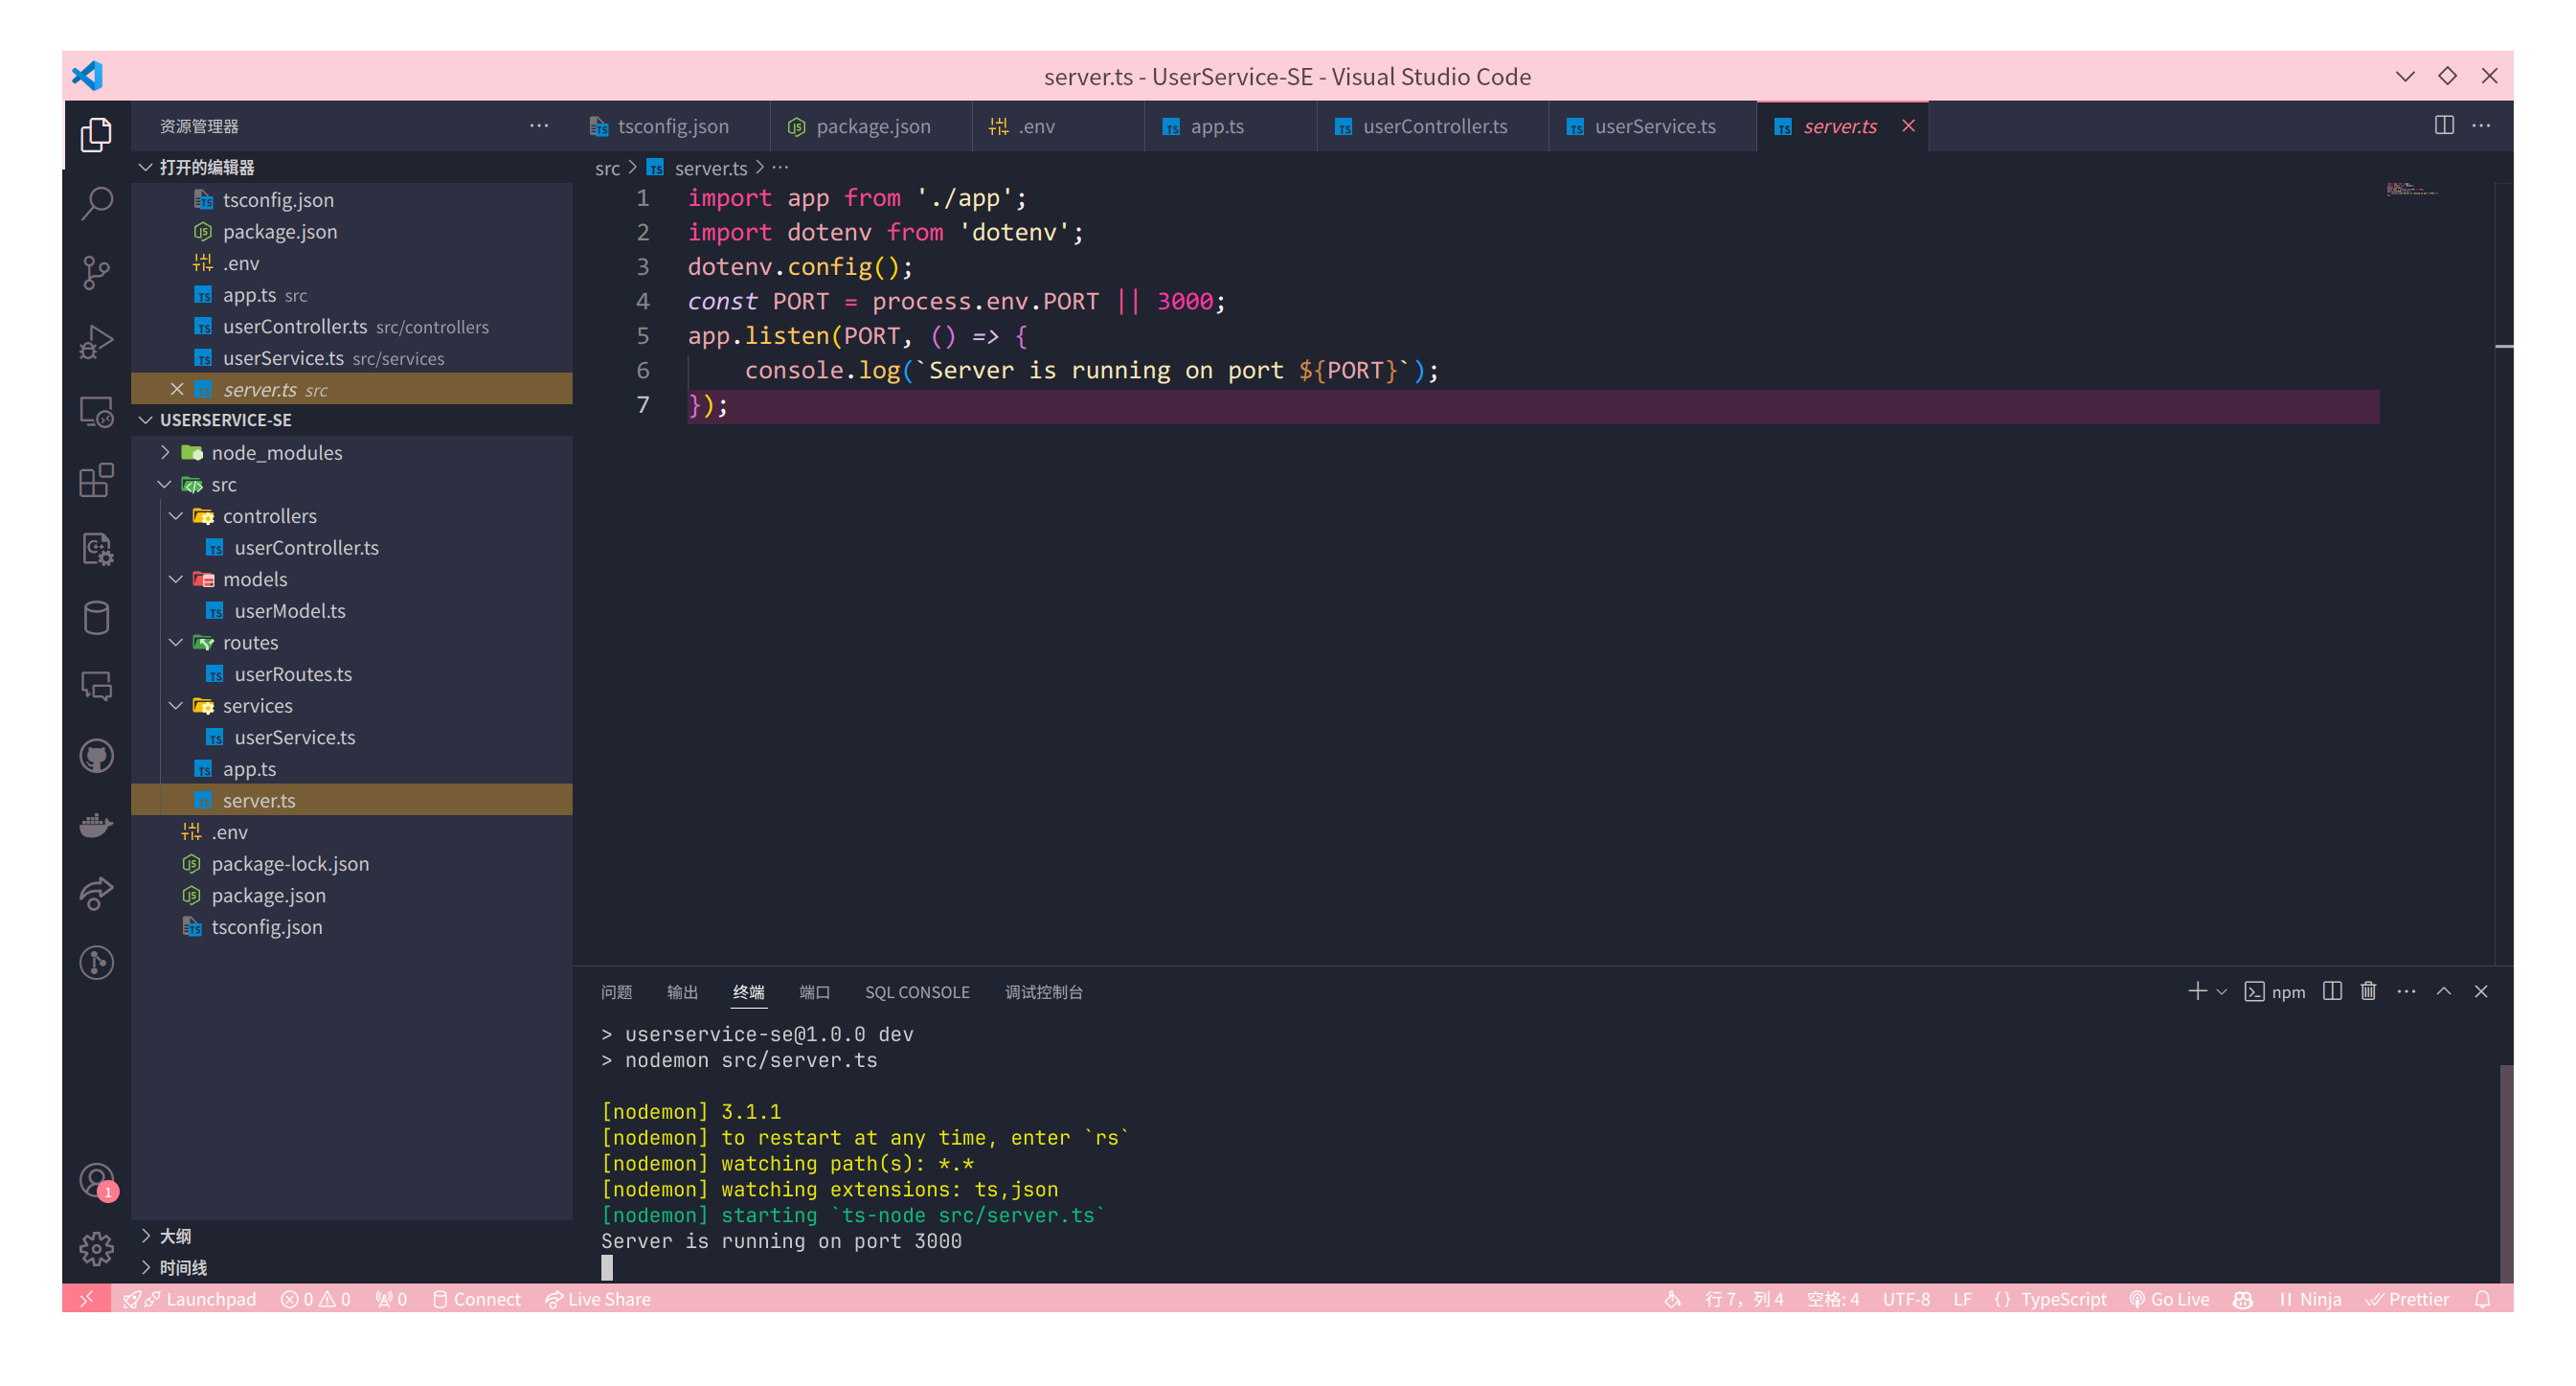 server.ts - UserService-SE - Visual Studio Code
资源管理器
打开的编辑器
tsconfig.json
package.json
.env
app.ts src
userController.ts src/controllers
userService.ts src/services
server.ts src
USERSERVICE-SE
node_modules
src
controllers
userController.ts
models
userModel.ts
routes
userRoutes.ts
services
userService.ts
app.ts
server.ts
.env
package-lock.json
package.json
tsconfig.json
大纲
时间线
1
tsconfig.json package.json .env app.ts userController.ts userService.ts server.ts
src > server.ts > ...
1 import app from './app';
2 import dotenv from 'dotenv';
3 dotenv.config();
4 const PORT = process.env.PORT || 3000;
5 app.listen(PORT, () => {
6 console.log(`Server is running on port ${PORT}`);
7 });
问题 输出 终端 端口 SQL CONSOLE 调试控制台 npm
> userservice-se@1.0.0 dev
> nodemon src/server.ts
[nodemon] 3.1.1
[nodemon] to restart at any time, enter `rs`
[nodemon] watching path(s): *.*
[nodemon] watching extensions: ts,json
[nodemon] starting `ts-node src/server.ts`
Server is running on port 3000
Launchpad 0 0 0 Connect Live Share 行 7，列 4 空格: 4 UTF-8 LF {} TypeScript Go Live Ninja Prettier